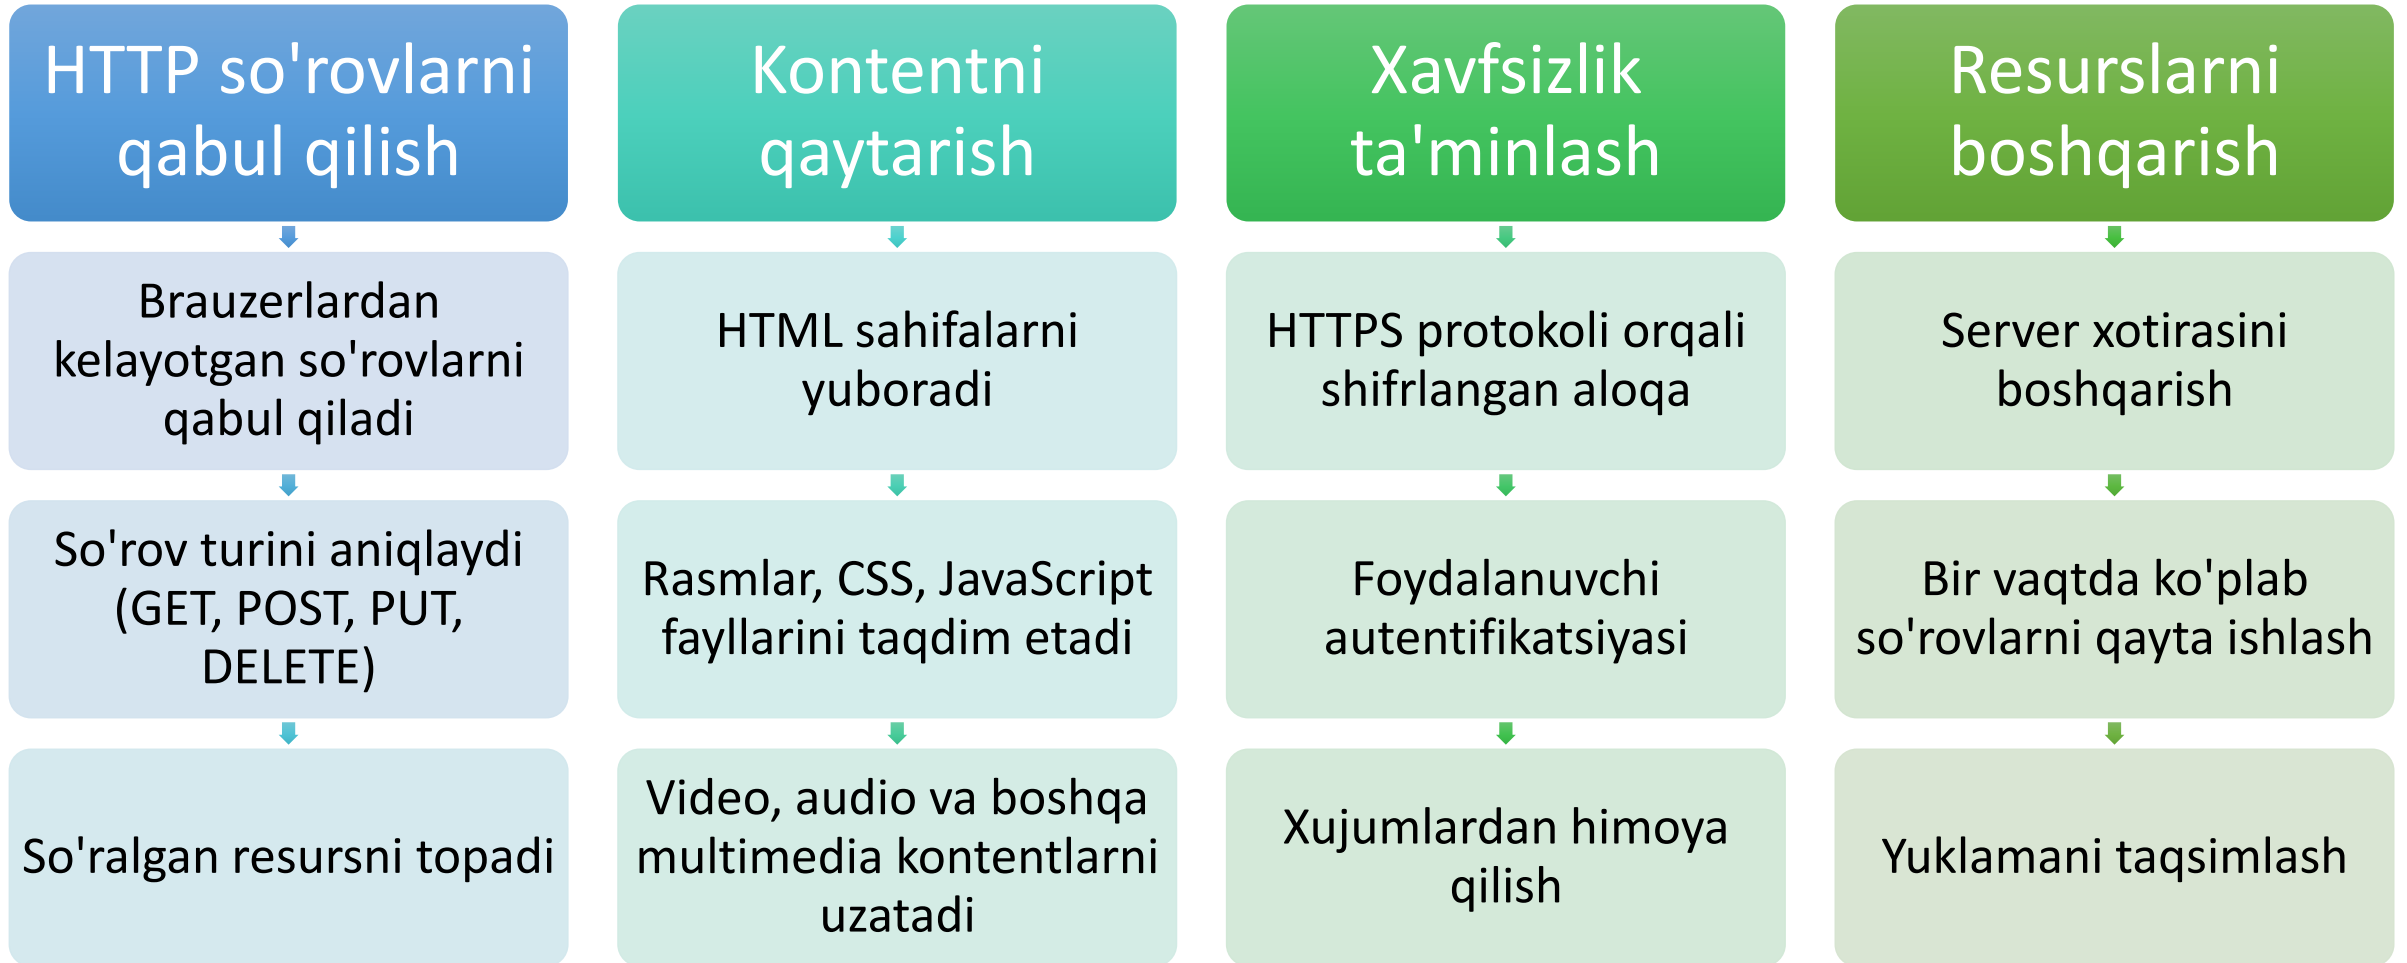 HTTP so'rovlarni
qabul qilish
Brauzerlardan
kelayotgan so'rovlarni
qabul qiladi
So'rov turini aniqlaydi
(GET, POST, PUT,
DELETE)
So'ralgan resursni topadi
Kontentni
qaytarish
HTML sahifalarni
yuboradi
Rasmlar, CSS, JavaScript
fayllarini taqdim etadi
Video, audio va boshqa
multimedia kontentlarni
uzatadi
Xavfsizlik
ta'minlash
HTTPS protokoli orqali
shifrlangan aloqa
Foydalanuvchi
autentifikatsiyasi
Xujumlardan himoya
qilish
Resurslarni
boshqarish
Server xotirasini
boshqarish
Bir vaqtda ko'plab
so'rovlarni qayta ishlash
Yuklamani taqsimlash